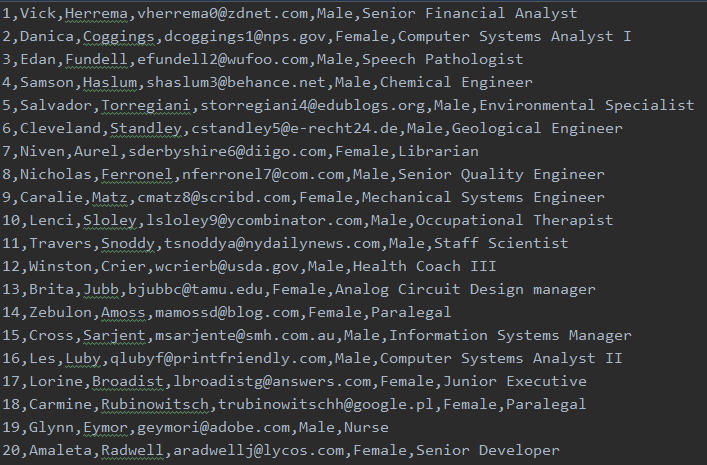 1,Vick,Herrema,vherrema0@zdnet.com,Male,Senior Financial Analyst
2,Danica,Coggings,dcoggings1@nps.gov,Female,Computer Systems Analyst I
3,Edan,Fundell,efundell2@wufoo.com,Male,Speech Pathologist
4,Samson,Haslum,shaslum3@behance.net,Male,Chemical Engineer
5,Salvador,Torregiani,storregiani4@edublogs.org,Male,Environmental Specialist
6,Cleveland,Standley,cstandley5@e-recht24.de,Male,Geological Engineer
7,Niven,Aurel,sderbyshire6@diigo.com,Female,Librarian
8,Nicholas,Ferronel,nferronel7@com.com,Male,Senior Quality Engineer
9,Caralie,Matz,cmatz8@scribd.com,Female,Mechanical Systems Engineer
10,Lenci,Sloley,lsloley9@ycombinator.com,Male,Occupational Therapist
11,Travers,Snoddy,tsnoddya@nydailynews.com,Male,Staff Scientist
12,Winston,Crier,wcrierb@usda.gov,Male,Health Coach III
13,Brita,Jubb,bjubbc@tamu.edu,Female,Analog Circuit Design manager
14,Zebulon,Amoss,mamossd@blog.com,Female,Paralegal
15,Cross,Sarjent,msarjente@smh.com.au,Male,Information Systems Manager
16,Les,Luby,qlubyf@printfriendly.com,Male,Computer Systems Analyst II
17,Lorine,Broadist,lbroadistg@answers.com,Female,Junior Executive
18,Carmine,Rubinowitsch,trubinowitschh@google.pl,Female,Paralegal
19,Glynn,Eymor,geymori@adobe.com,Male,Nurse
20,Amaleta,Radwell,aradwellj@lycos.com,Female,Senior Developer